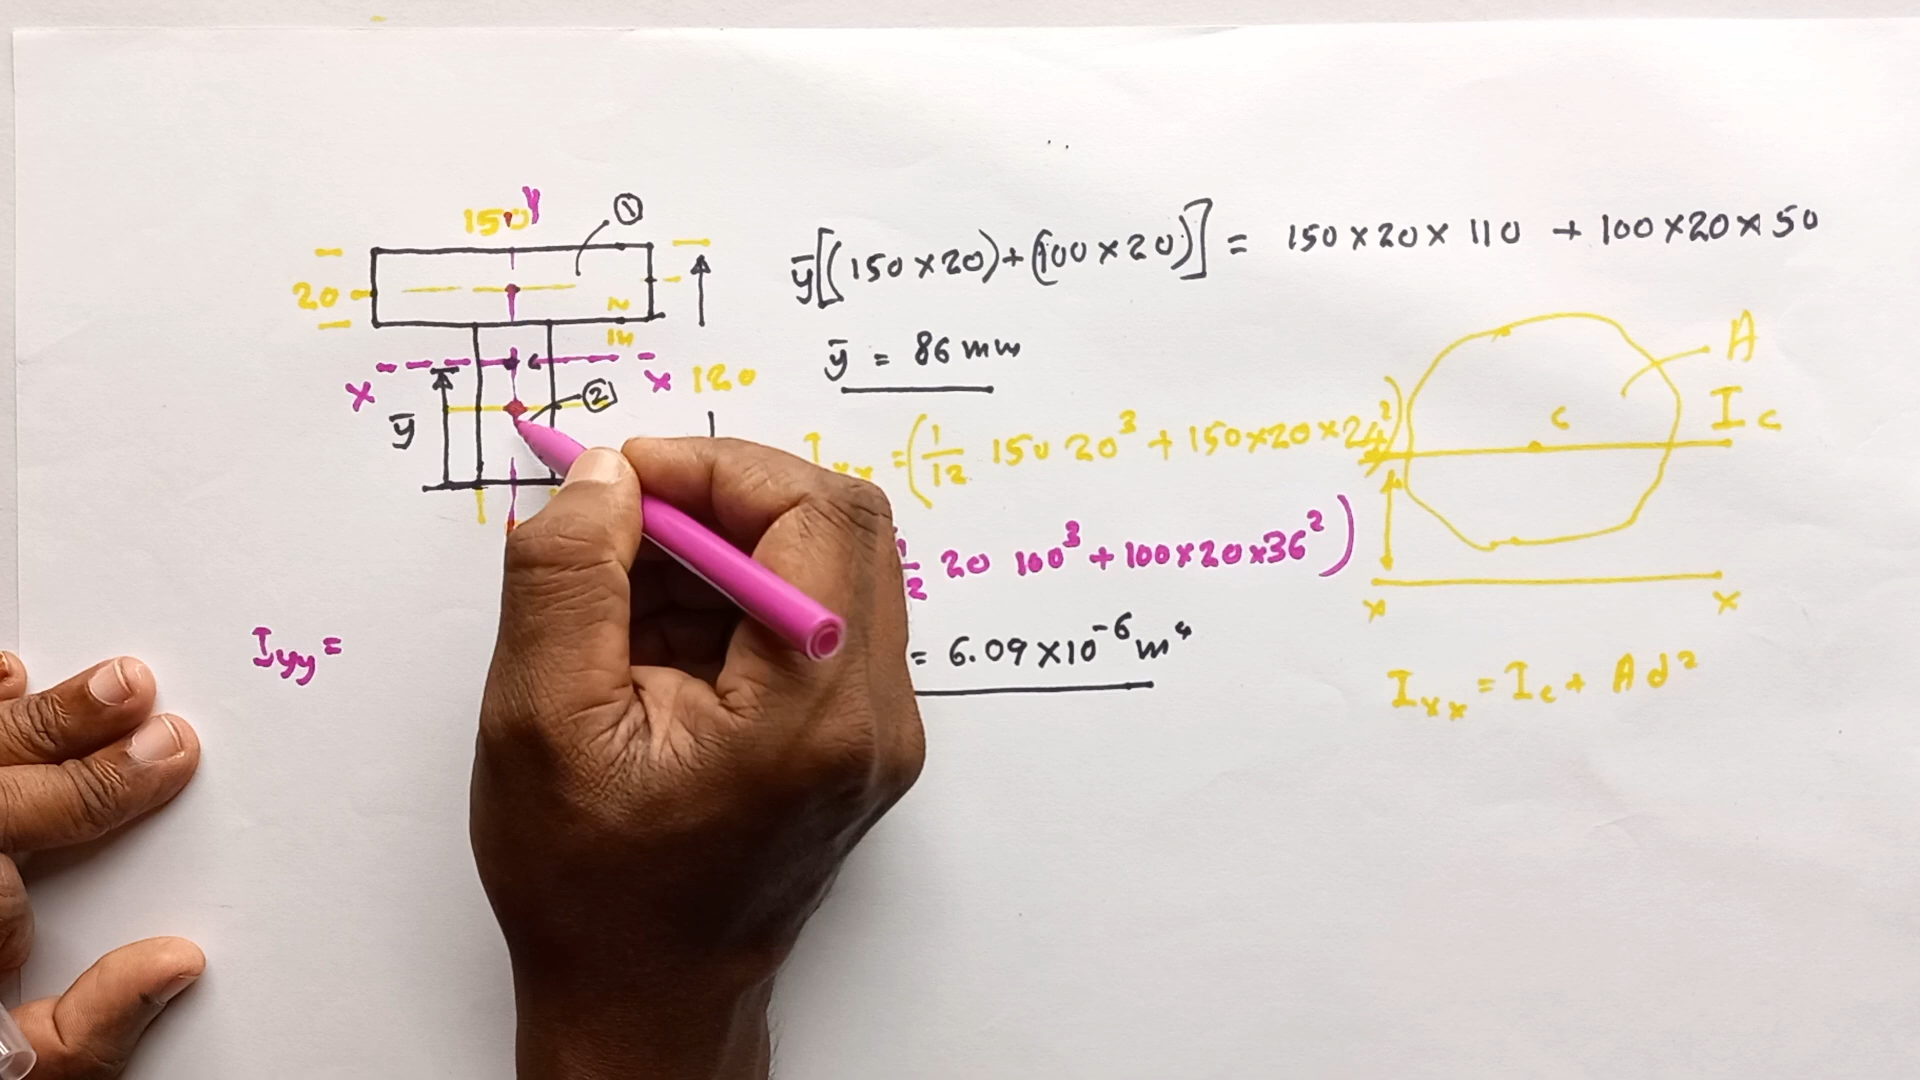 150 y ①
20
x x 120
ȳ ②
ȳ[(150×20)+(100×20)] = 150×20×110 + 100×20×50
ȳ = 86 mm
Ixx = (1/12 150 20³ + 150×20×24²)
20 100³ + 100×20×36²)
= 6.09×10⁻⁶ m⁴
Iyy =
A
c Ic
x x
Ixx = Ic + Ad²